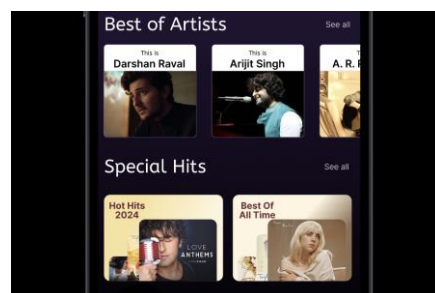 Best of Artists
See all
This is
Darshan Raval
This is
Arijit Singh
A. R.
Special Hits
See all
Hot Hits
2024
LOVE
ANTHEMS
Best Of
All Time